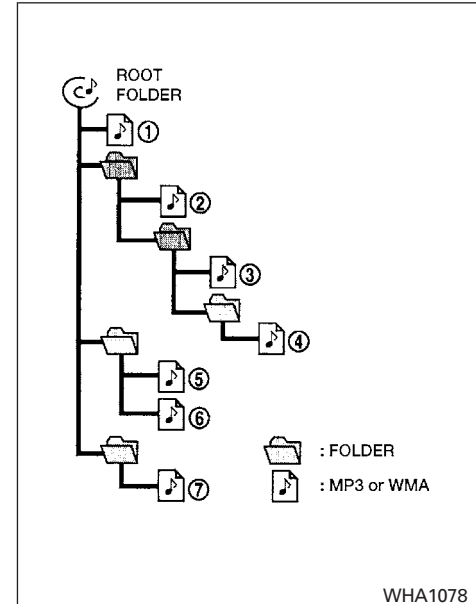 ROOT
FOLDER
①
②
③
④
⑤
⑥
⑦
: FOLDER
: MP3 or WMA
WHA1078